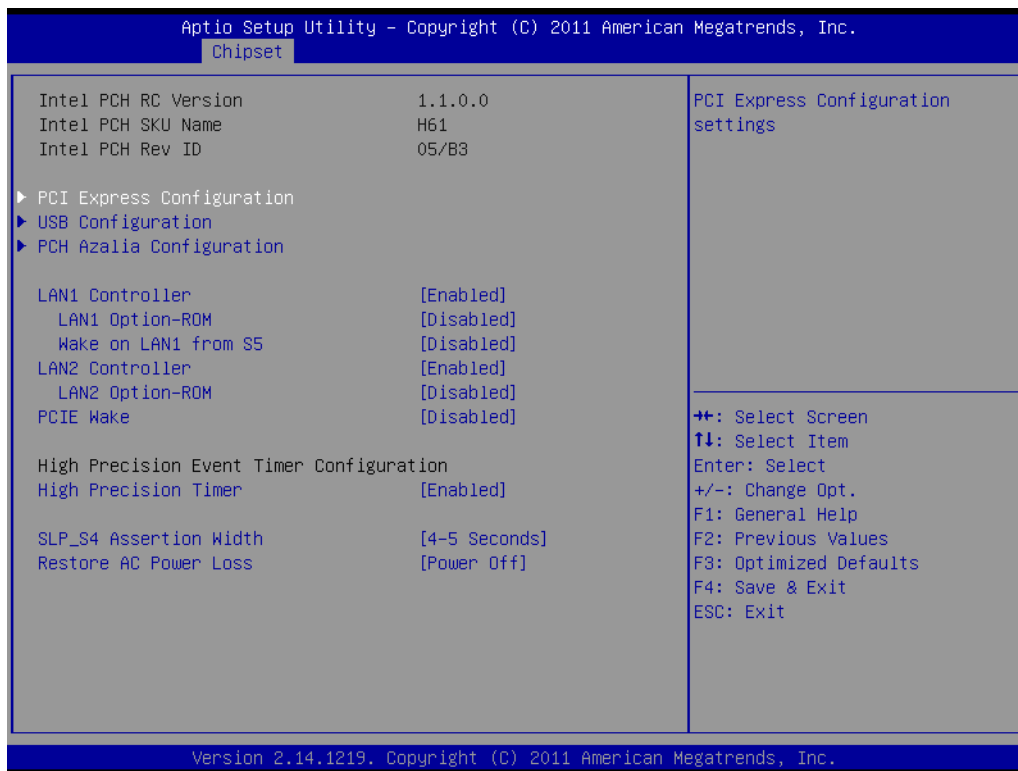 Aptio Setup Utility – Copyright (C) 2011 American Megatrends, Inc.
Chipset
Intel PCH RC Version 1.1.0.0
Intel PCH SKU Name H61
Intel PCH Rev ID 05/B3
▶ PCI Express Configuration
▶ USB Configuration
▶ PCH Azalia Configuration
LAN1 Controller [Enabled]
LAN1 Option-ROM [Disabled]
Wake on LAN1 from S5 [Disabled]
LAN2 Controller [Enabled]
LAN2 Option-ROM [Disabled]
PCIE Wake [Disabled]
High Precision Event Timer Configuration
High Precision Timer [Enabled]
SLP_S4 Assertion Width [4-5 Seconds]
Restore AC Power Loss [Power Off]
PCI Express Configuration
settings
→←: Select Screen
↑↓: Select Item
Enter: Select
+/-: Change Opt.
F1: General Help
F2: Previous Values
F3: Optimized Defaults
F4: Save & Exit
ESC: Exit
Version 2.14.1219. Copyright (C) 2011 American Megatrends, Inc.